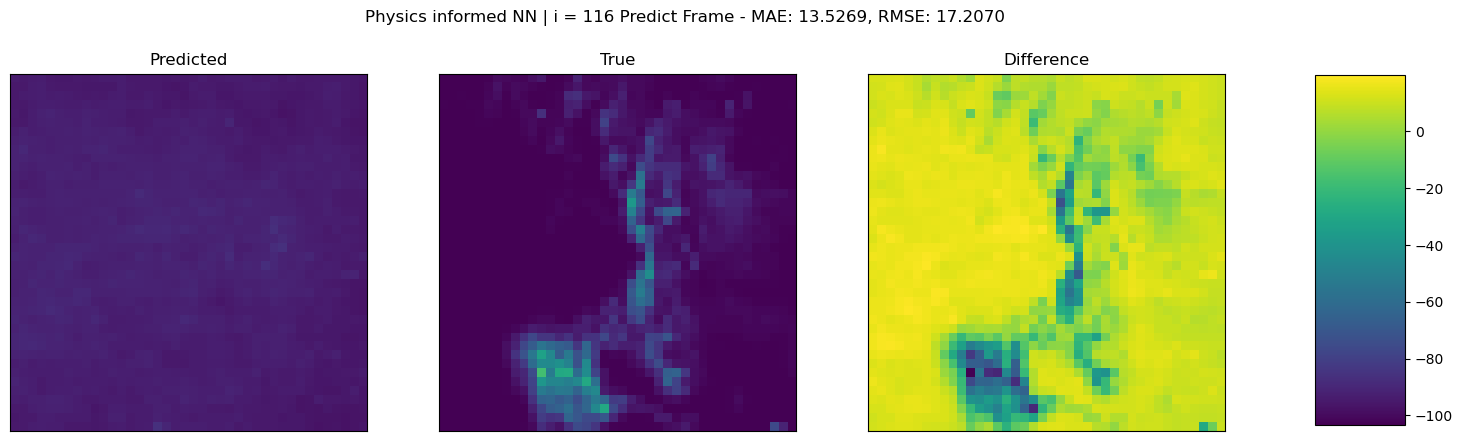 Physics informed NN | i = 116 Predict Frame - MAE: 13.5269, RMSE: 17.2070
Predicted
True
Difference
0
−20
−40
−60
−80
−100